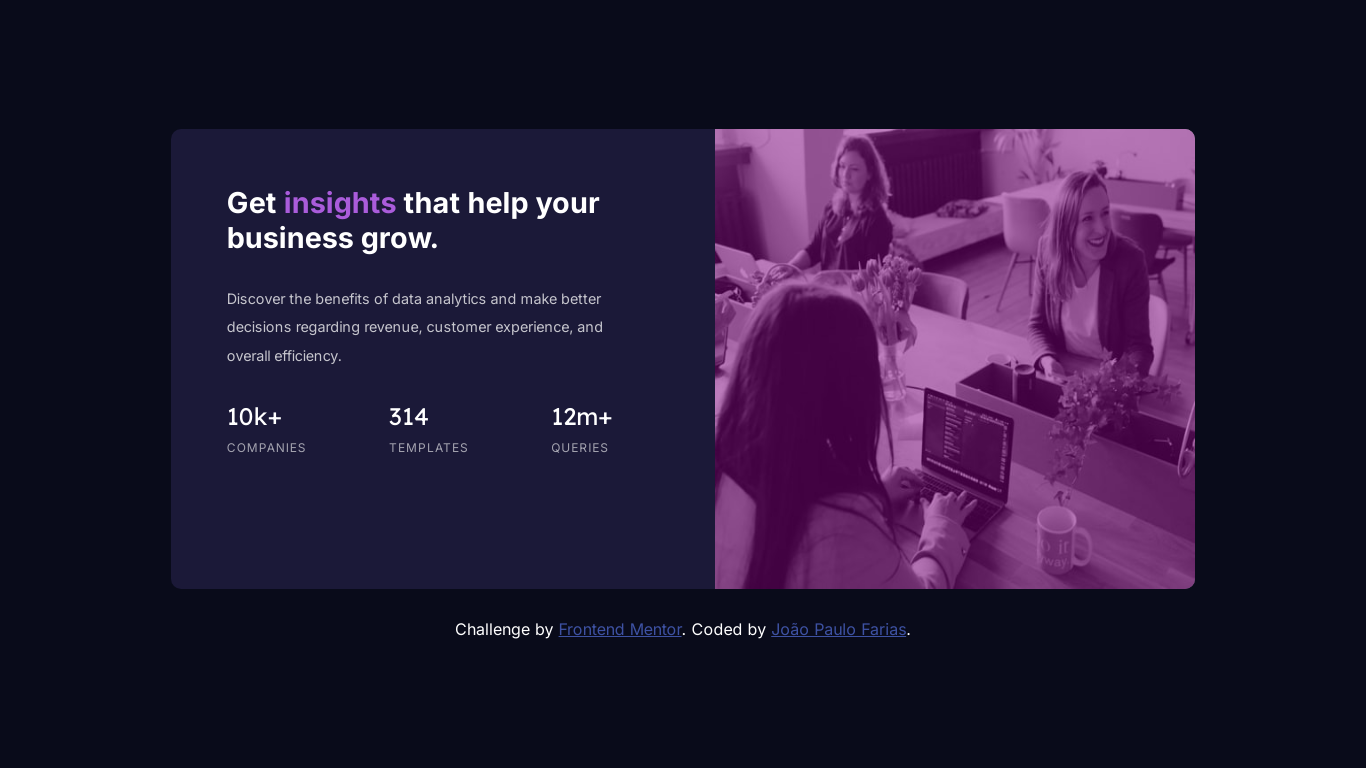 Get insights that help your
business grow.
Discover the benefits of data analytics and make better
decisions regarding revenue, customer experience, and
overall efficiency.
10k+ 314 12m+
COMPANIES TEMPLATES QUERIES
Challenge by Frontend Mentor. Coded by João Paulo Farias.